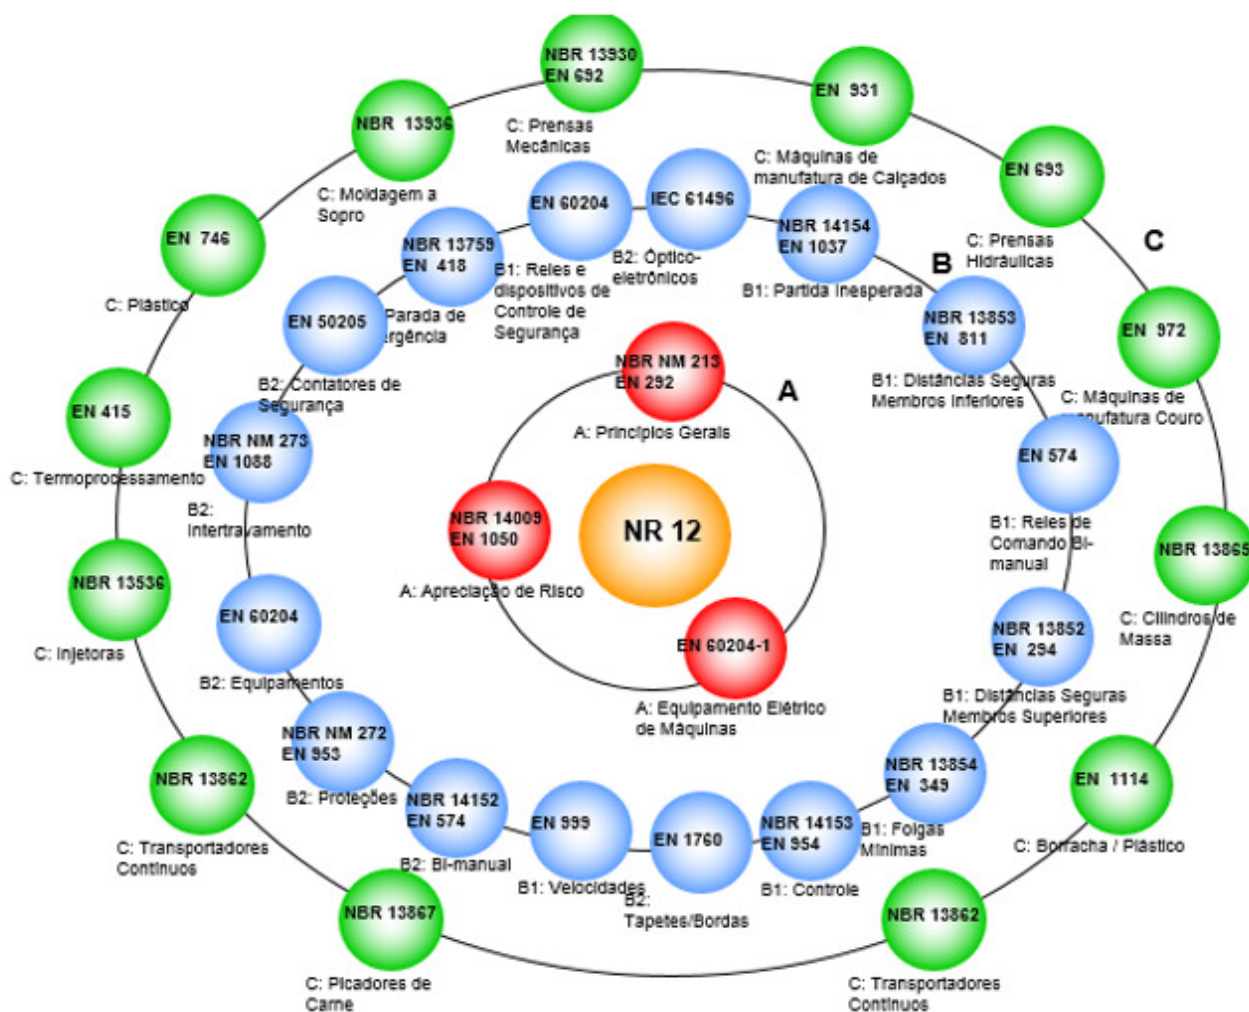 NBR 13930
EN 692
C: Prensas
Mecânicas
EN 931
C: Máquinas de
manufatura de Calçados
EN 693
C: Prensas
Hidráulicas
C
EN 972
C: Máquinas de
manufatura Couro
NBR 13865
C: Cilindros de
Massa
EN 1114
C: Borracha / Plástico
NBR 13862
C: Transportadores
Contínuos
NBR 13867
C: Picadores de
Carne
NBR 13862
C: Transportadores
Contínuos
NBR 13536
C: Injetoras
EN 415
C: Termoprocessamento
EN 746
C: Plástico
NBR 13936
C: Moldagem a
Sopro
EN 60204
B1: Reles e
dispositivos de
Controle de
Segurança
IEC 61496
B2: Óptico-
eletrônicos
NBR 14154
EN 1037
B1: Partida Inesperada
B
NBR 13853
EN 811
B1: Distâncias Seguras
Membros Inferiores
EN 574
B1: Reles de
Comando Bi-
manual
NBR 13852
EN 294
B1: Distâncias Seguras
Membros Superiores
NBR 13854
EN 349
B1: Folgas
Mínimas
NBR 14153
EN 954
B1: Controle
EN 1760
B2:
Tapetes/Bordas
EN 999
B1: Velocidades
NBR 14152
EN 574
B2: Bi-manual
NBR NM 272
EN 953
B2: Proteções
EN 60204
B2: Equipamentos
NBR NM 273
EN 1088
B2:
Intertravamento
EN 50205
B2: Contatores de
Segurança
NBR 13759
EN 418
Parada de
ergência
A
NBR NM 213
EN 292
A: Princípios Gerais
NBR 14009
EN 1050
A: Apreciação de Risco
EN 60204-1
A: Equipamento Elétrico
de Máquinas
NR 12